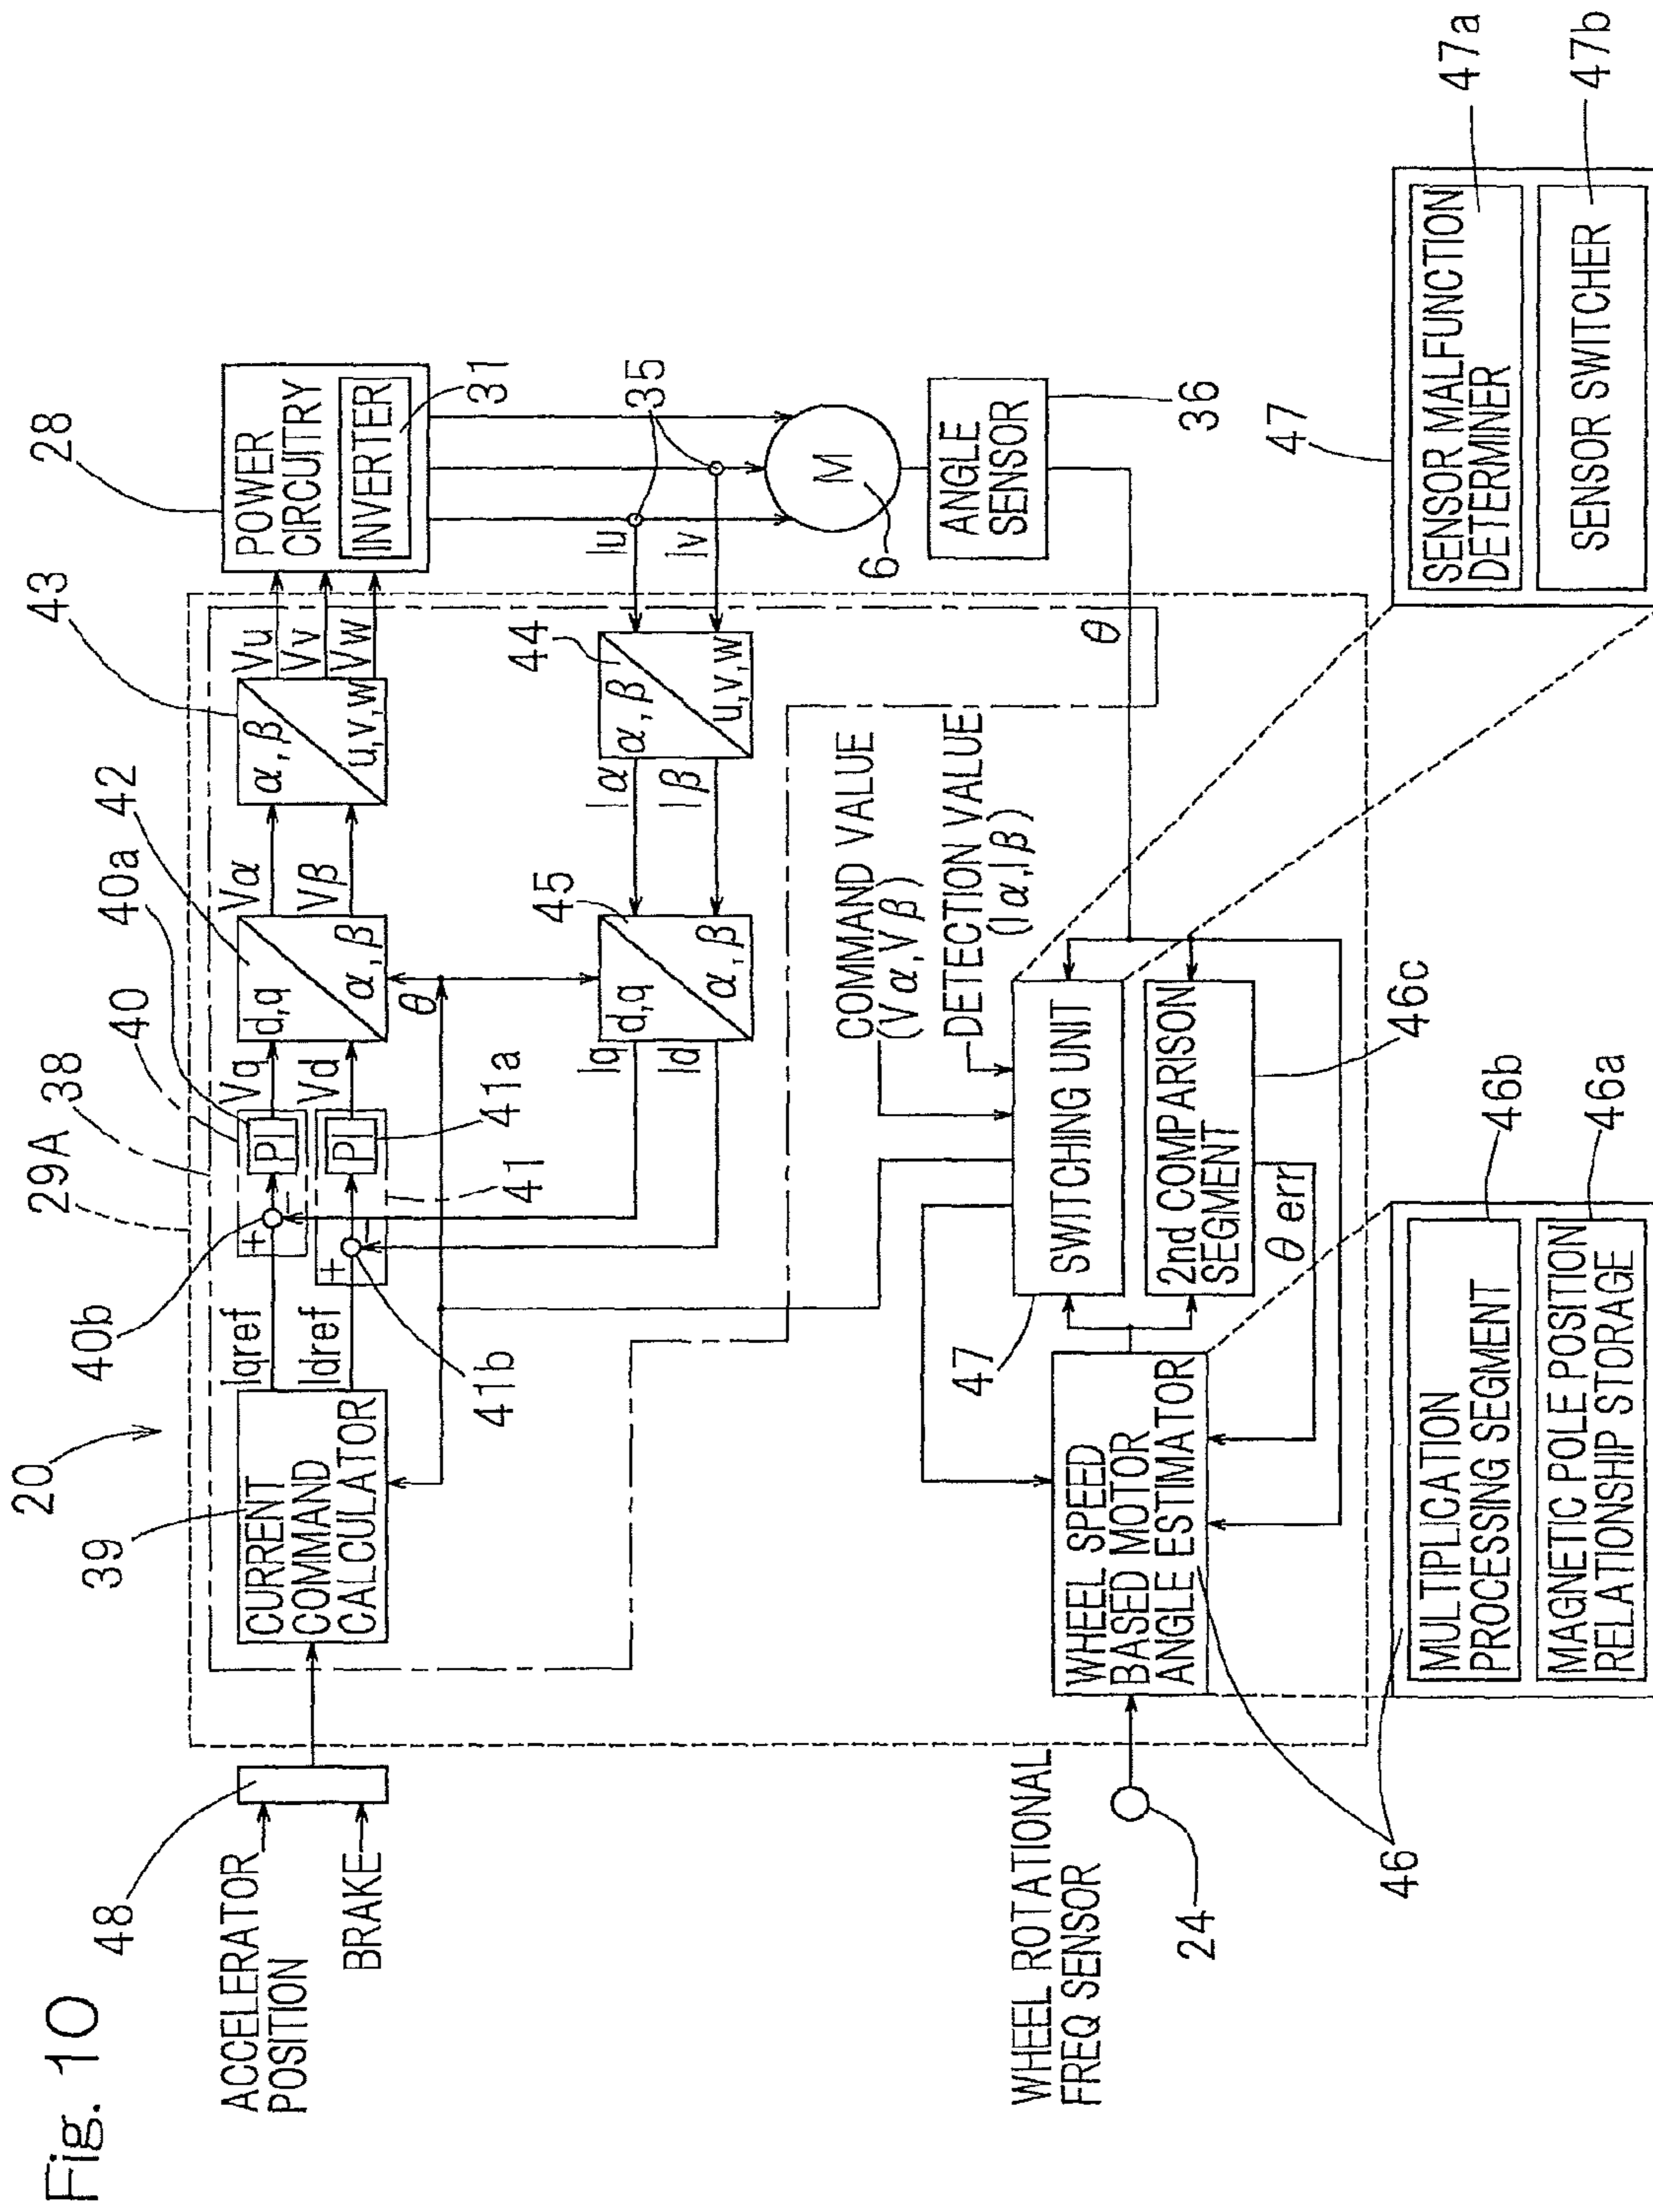 Fig. 10
20
29A
38
40
40a
42
43
28
48
39
40b
41b
41
41a
ACCELERATOR
POSITION
BRAKE
CURRENT
COMMAND
CALCULATOR
Iqref
Idref
+
−
+
−
PI
PI
Vq
Vd
d,q
α,β
Vα
Vβ
α,β
u,v,w
Vu
Vv
Vw
POWER
CIRCUITRY
INVERTER
31
θ
45
d,q
α,β
Iq
Id
Iα
Iβ
44
α,β
u,v,w
Iu
Iv
35
M
6
ANGLE
SENSOR
36
θ
COMMAND VALUE
(Vα,Vβ)
DETECTION VALUE
(Iα,Iβ)
WHEEL ROTATIONAL
FREQ SENSOR
24
WHEEL SPEED
BASED MOTOR
ANGLE ESTIMATOR
46
47
SWITCHING UNIT
2nd COMPARISON
SEGMENT
46c
θ err
MULTIPLICATION
PROCESSING SEGMENT
46b
MAGNETIC POLE POSITION
RELATIONSHIP STORAGE
46a
47
SENSOR MALFUNCTION
DETERMINER
47a
SENSOR SWITCHER
47b